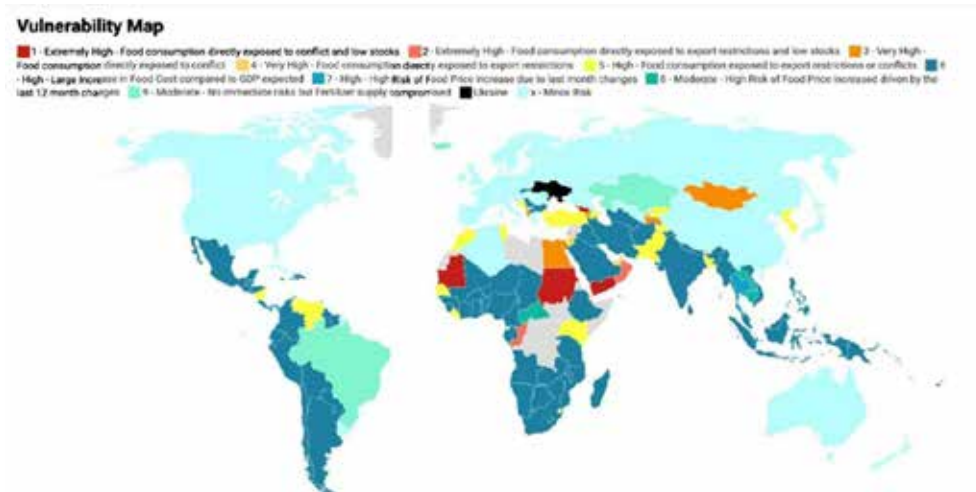 Vulnerability Map
1 - Extremely High - Food consumption directly exposed to conflict and low stocks 2 - Extremely High - Food consumption directly exposed to export restrictions and low stocks 3 - Very High -
Food consumption directly exposed to conflict 4 - Very High - Food consumption directly exposed to export restrictions 5 - High - Food consumption directly exposed to export restrictions or conflicts 6
- High - Large Increase in Food Cost compared to GDP expected 7 - High - High Risk of Food Price Increase due to last month changes 8 - Moderate - High Risk of Food Price increased driven by the
last 12 month changes 9 - Moderate - No immediate risks but Fertilizer supply compromised Ukraine x - Minor Risk